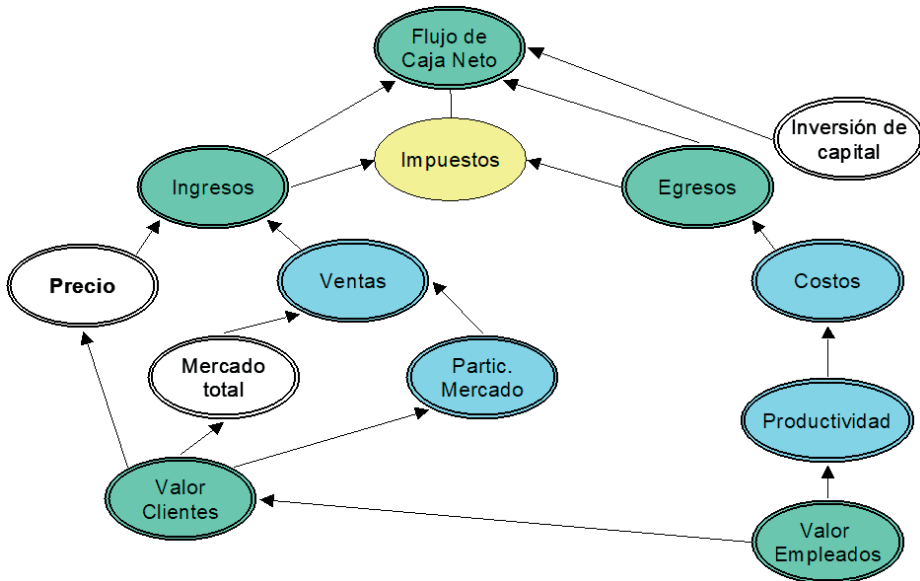 Flujo de
Caja Neto
Inversión de
capital
Impuestos
Ingresos
Egresos
Precio
Ventas
Costos
Mercado
total
Partic.
Mercado
Productividad
Valor
Clientes
Valor
Empleados